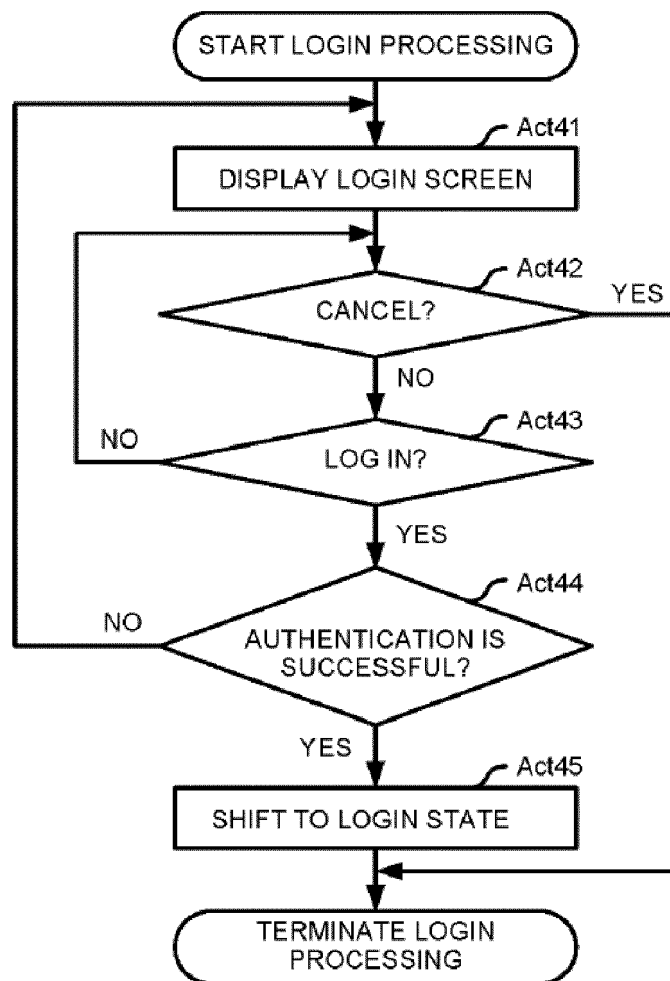 START LOGIN PROCESSING
Act41
DISPLAY LOGIN SCREEN
Act42
CANCEL?
YES
NO
Act43
LOG IN?
NO
YES
Act44
AUTHENTICATION IS
SUCCESSFUL?
NO
YES
Act45
SHIFT TO LOGIN STATE
TERMINATE LOGIN
PROCESSING